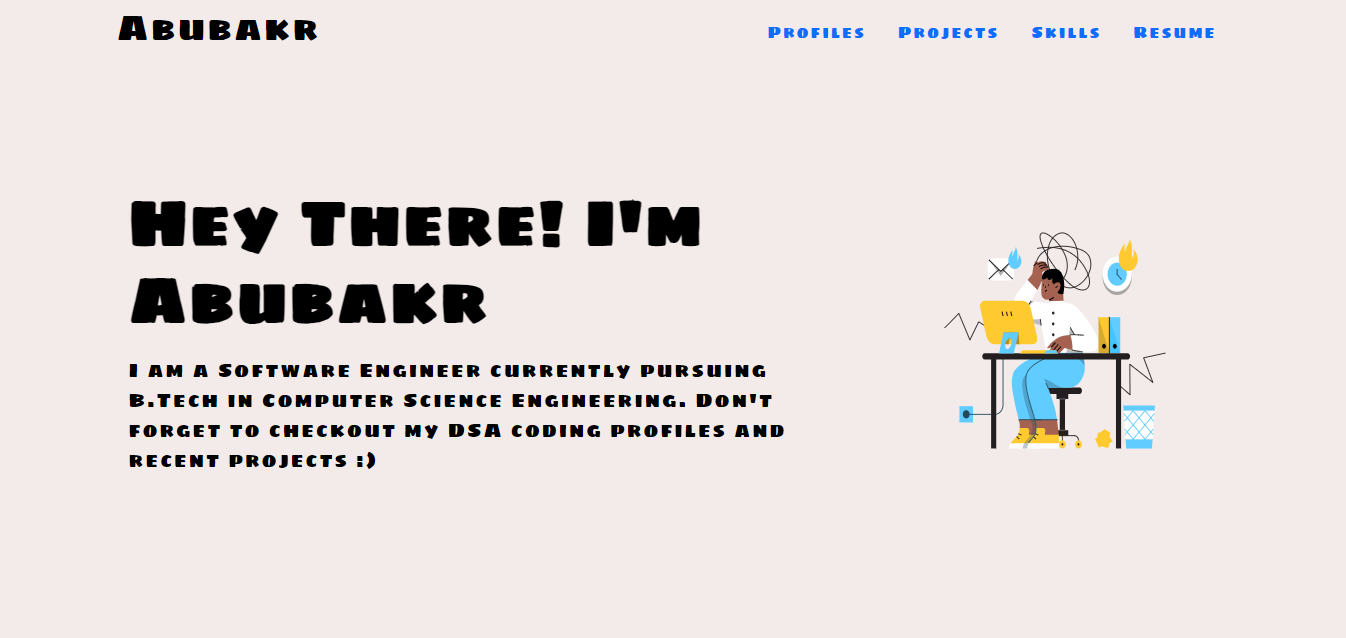 Abubakr
Profiles Projects Skills Resume
Hey There! I'm
Abubakr
I am a Software Engineer currently pursuing
B.Tech in Computer Science Engineering. Don't
forget to checkout my DSA coding profiles and
recent projects :)